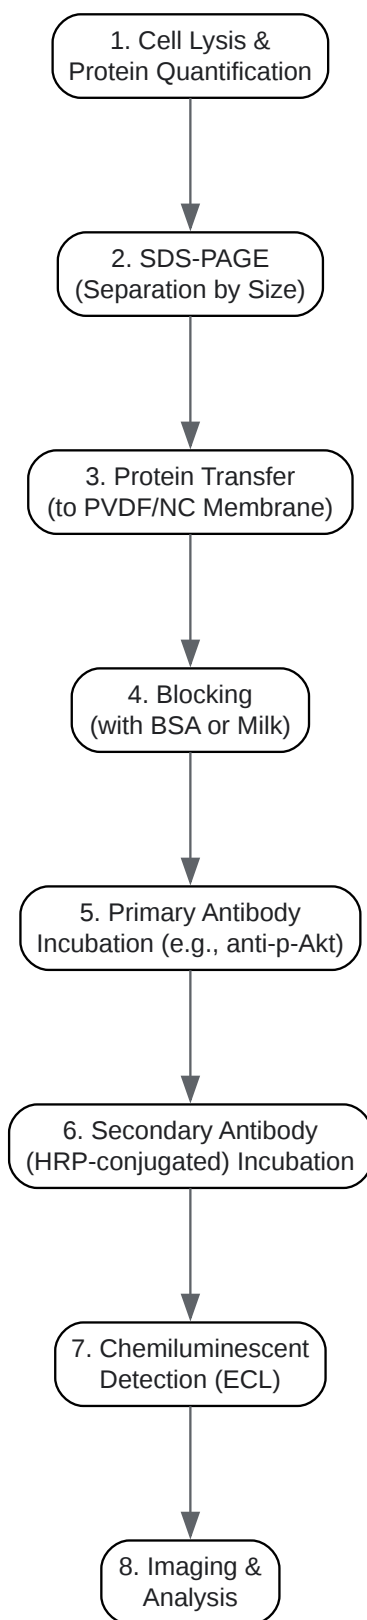 1. Cell Lysis &
Protein Quantification
2. SDS-PAGE
(Separation by Size)
3. Protein Transfer
(to PVDF/NC Membrane)
4. Blocking
(with BSA or Milk)
5. Primary Antibody
Incubation (e.g., anti-p-Akt)
6. Secondary Antibody
(HRP-conjugated) Incubation
7. Chemiluminescent
Detection (ECL)
8. Imaging &
Analysis